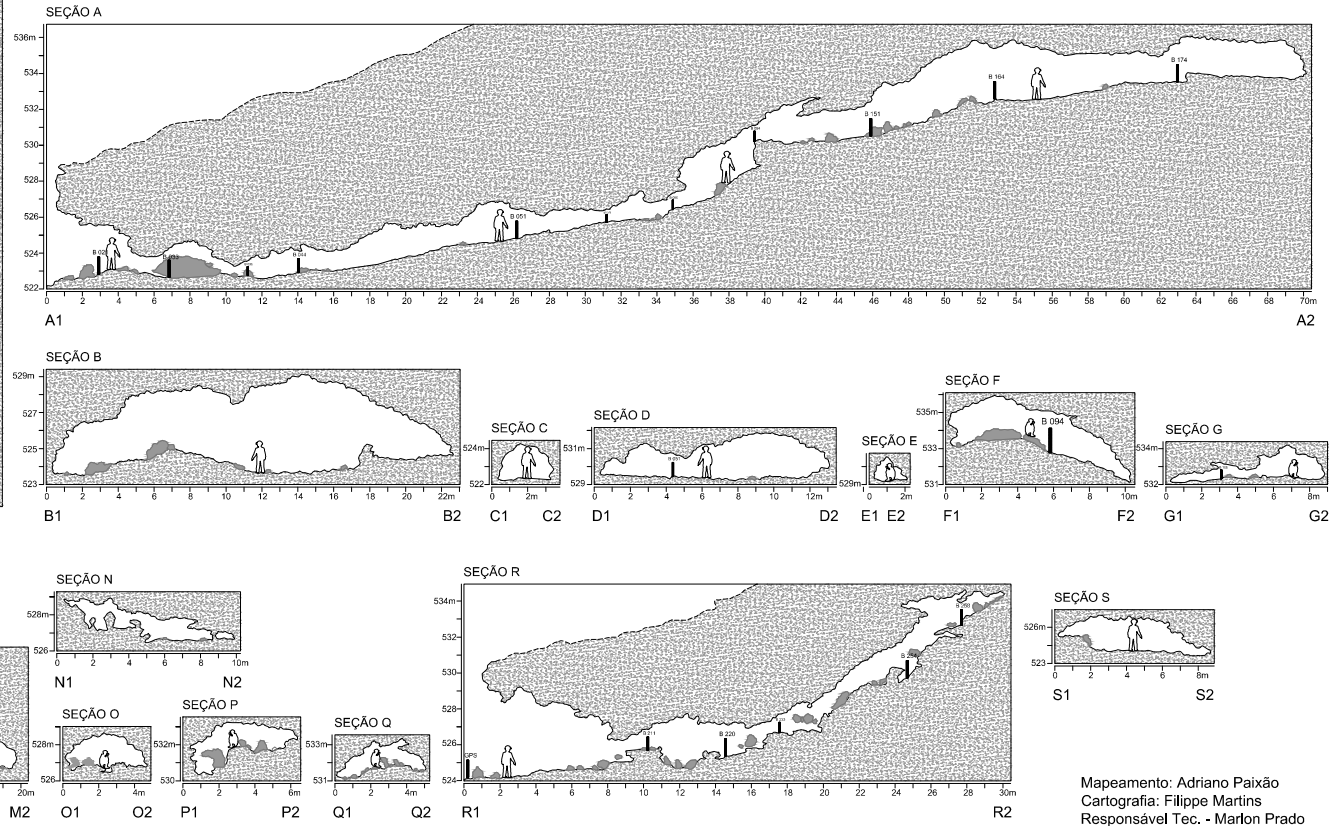 SEÇÃO A
536m
534
532
530
528
526
524
522
B 033
B 044
B 051
B 151
B 164
B 174
0 2 4 6 8 10 12 14 16 18 20 22 24 26 28 30 32 34 36 38 40 42 44 46 48 50 52 54 56 58 60 62 64 66 68 70m
A1 A2
SEÇÃO B
529m
527
525
523
0 2 4 6 8 10 12 14 16 18 20 22m
B1 B2
SEÇÃO C
524m
522
0 2m
C1 C2
SEÇÃO D
531m
529
0 2 4 6 8 10 12m
D1 D2
SEÇÃO E
529m
0 2m
E1 E2
SEÇÃO F
535m
533
531
B 094
0 2 4 6 8 10m
F1 F2
SEÇÃO G
534m
532
0 2 4 6 8m
G1 G2
20m
M2
SEÇÃO N
528m
526
0 2 4 6 8 10m
N1 N2
SEÇÃO O
528m
526
0 2 4m
O1 O2
SEÇÃO P
532m
530
0 2 4 6m
P1 P2
SEÇÃO Q
533m
531
0 2 4m
Q1 Q2
SEÇÃO R
534m
532
530
528
526
524
GPS
B 211
B 220
B 254
B 268
0 2 4 6 8 10 12 14 16 18 20 22 24 26 28 30m
R1 R2
SEÇÃO S
526m
523
0 2 4 6 8m
S1 S2
Mapeamento: Adriano Paixão
Cartografia: Filippe Martins
Responsável Tec. - Marlon Prado